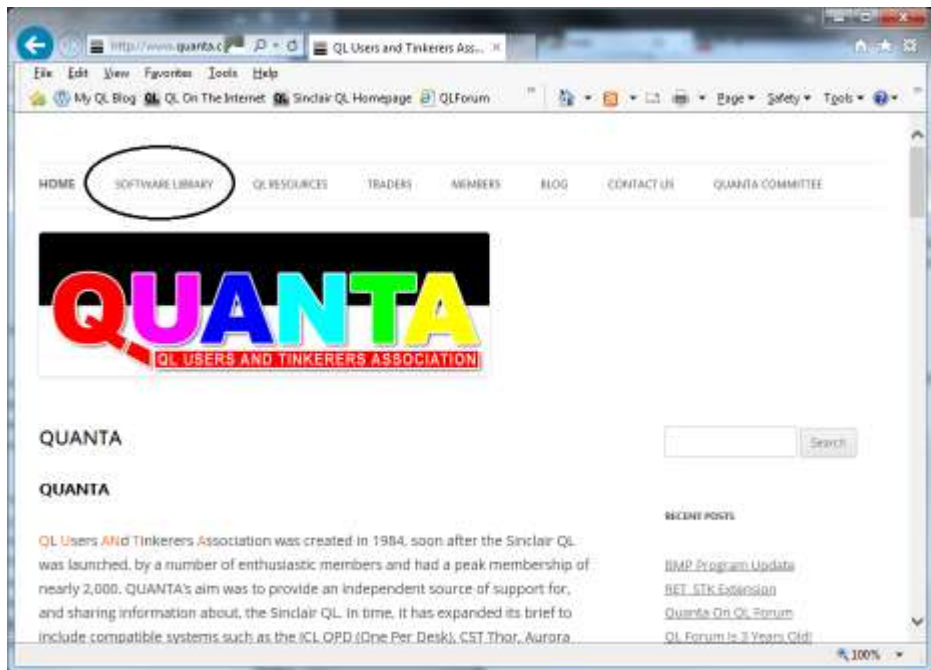 http://www.quanta.c
QL Users and Tinkerers Ass...
File Edit View Favorites Tools Help
My QL Blog QL On The Internet Sinclair QL Homepage QLForum
Page Safety Tools
HOME SOFTWARE LIBRARY QL RESOURCES TRADERS MEMBERS BLOG CONTACT US QUANTA COMMITTEE
QUANTA
QL USERS AND TINKERERS ASSOCIATION
QUANTA
Search
QUANTA
RECENT POSTS
QL Users ANd Tinkerers Association was created in 1984, soon after the Sinclair QL
was launched, by a number of enthusiastic members and had a peak membership of
nearly 2,000. QUANTA's aim was to provide an independent source of support for,
and sharing information about, the Sinclair QL. In time, it has expanded its brief to
include compatible systems such as the ICL OPD (One Per Desk), CST Thor, Aurora
BMP Program Update
RET_STK Extension
Quanta On QL Forum
QL Forum Is 3 Years Old!
100%